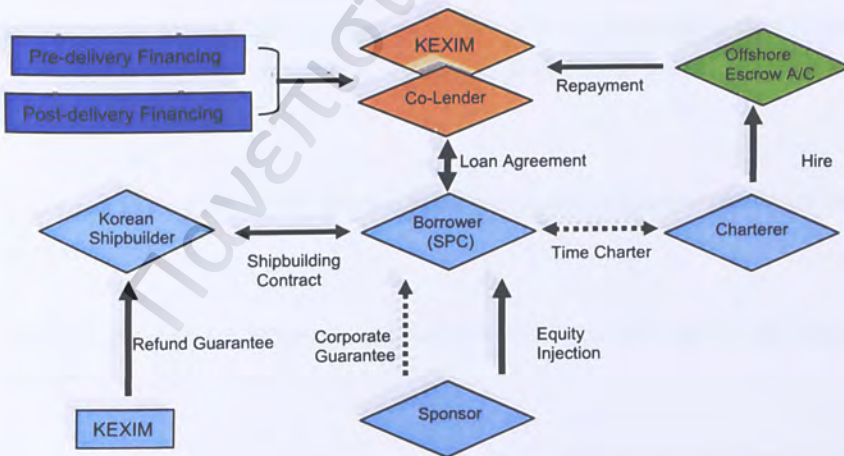 Pre-delivery Financing
Post-delivery Financing
KEXIM
Co-Lender
Offshore
Escrow A/C
Repayment
Loan Agreement
Hire
Korean
Shipbuilder
Borrower
(SPC)
Charterer
Shipbuilding
Contract
Time Charter
Refund Guarantee
Corporate
Guarantee
Equity
Injection
KEXIM
Sponsor